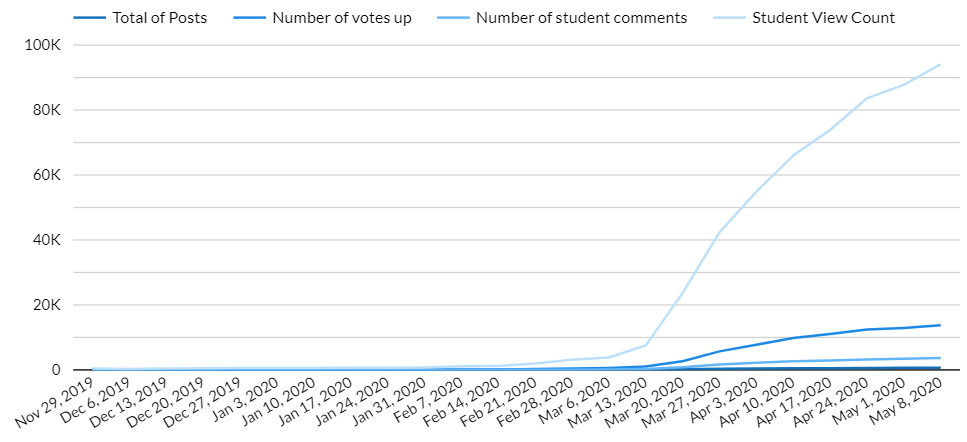 Total of Posts Number of votes up Number of student comments Student View Count
100K
80K
60K
40K
20K
0
Nov 29, 2019
Dec 6, 2019
Dec 13, 2019
Dec 20, 2019
Dec 27, 2019
Jan 3, 2020
Jan 10, 2020
Jan 17, 2020
Jan 24, 2020
Jan 31, 2020
Feb 7, 2020
Feb 14, 2020
Feb 21, 2020
Feb 28, 2020
Mar 6, 2020
Mar 13, 2020
Mar 20, 2020
Mar 27, 2020
Apr 3, 2020
Apr 10, 2020
Apr 17, 2020
Apr 24, 2020
May 1, 2020
May 8, 2020